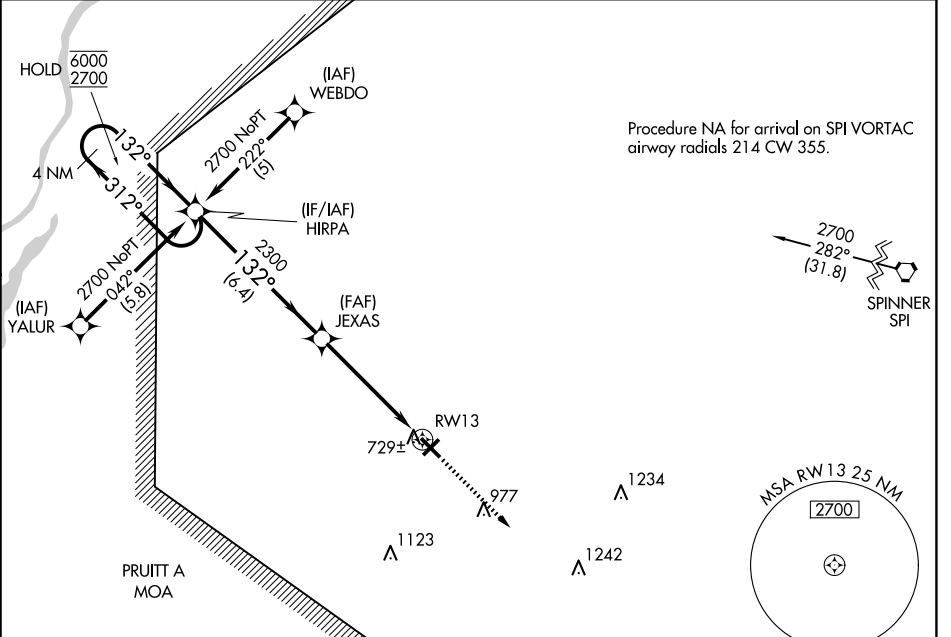 HOLD 6000
2700
(IAF)
WEBDO
Procedure NA for arrival on SPI VORTAC
airway radials 214 CW 355.
132°
2700 NoPT
222°
(5)
4 NM
312°
(IF/IAF)
HIRPA
2700 NoPT
042°
(5.8)
2300
132°
(6.4)
2700
282°
(31.8)
SPINNER
SPI
(IAF)
YALUR
(FAF)
JEXAS
RW13
729±
977
1234
1123
1242
MSA RW13 25 NM
2700
PRUITT A
MOA